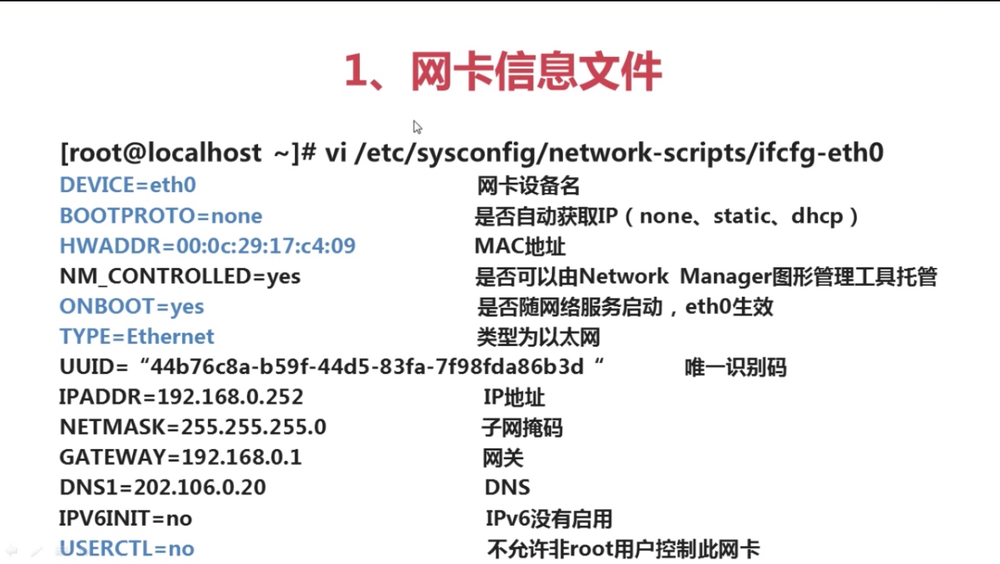 1、网卡信息文件
[root@localhost ~]# vi /etc/sysconfig/network-scripts/ifcfg-eth0
DEVICE=eth0 网卡设备名
BOOTPROTO=none 是否自动获取IP（none、static、dhcp）
HWADDR=00:0c:29:17:c4:09 MAC地址
NM_CONTROLLED=yes 是否可以由Network Manager图形管理工具托管
ONBOOT=yes 是否随网络服务启动，eth0生效
TYPE=Ethernet 类型为以太网
UUID=“44b76c8a-b59f-44d5-83fa-7f98fda86b3d“ 唯一识别码
IPADDR=192.168.0.252 IP地址
NETMASK=255.255.255.0 子网掩码
GATEWAY=192.168.0.1 网关
DNS1=202.106.0.20 DNS
IPV6INIT=no IPv6没有启用
USERCTL=no 不允许非root用户控制此网卡